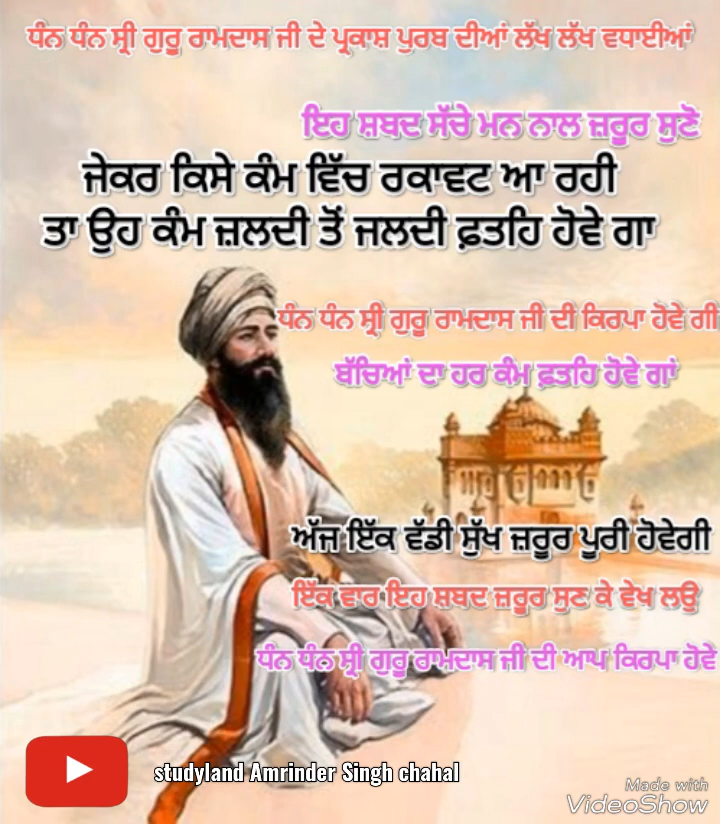 ਧੰਨ ਧੰਨ ਸ੍ਰੀ ਗੁਰੂ ਰਾਮਦਾਸ ਜੀ ਦੇ ਪ੍ਰਕਾਸ਼ ਪੁਰਬ ਦੀਆਂ ਲੱਖ ਲੱਖ ਵਧਾਈਆਂ
ਇਹ ਸ਼ਬਦ ਸੱਚੇ ਮਨ ਨਾਲ ਜ਼ਰੂਰ ਸੁਣੋ
ਜੇਕਰ ਕਿਸੇ ਕੰਮ ਵਿੱਚ ਰਕਾਵਟ ਆ ਰਹੀ
ਤਾ ਉਹ ਕੰਮ ਜ਼ਲਦੀ ਤੋਂ ਜਲਦੀ ਫ਼ਤਹਿ ਹੋਵੇ ਗਾ
ਧੰਨ ਧੰਨ ਸ਼੍ਰੀ ਗੁਰੂ ਰਾਮਦਾਸ ਜੀ ਦੀ ਕਿਰਪਾ ਹੋਵੇ ਗੀ
ਬੱਚਿਆਂ ਦਾ ਹਰ ਕੰਮ ਫ਼ਤਹਿ ਹੋਵੇ ਗਾਂ
ਅੱਜ ਇੱਕ ਵੱਡੀ ਸੁੱਖ ਜ਼ਰੂਰ ਪੂਰੀ ਹੋਵੇਗੀ
ਇੱਕ ਵਾਰ ਇਹ ਸ਼ਬਦ ਜ਼ਰੂਰ ਸੁਣ ਕੇ ਵੇਖ ਲਉ
ਧੰਨ ਧੰਨ ਸ਼੍ਰੀ ਗੁਰੂ ਰਾਮਦਾਸ ਜੀ ਦੀ ਆਪ ਕਿਰਪਾ ਹੋਵੇ
studyland Amrinder Singh chahal
Made with
VideoShow